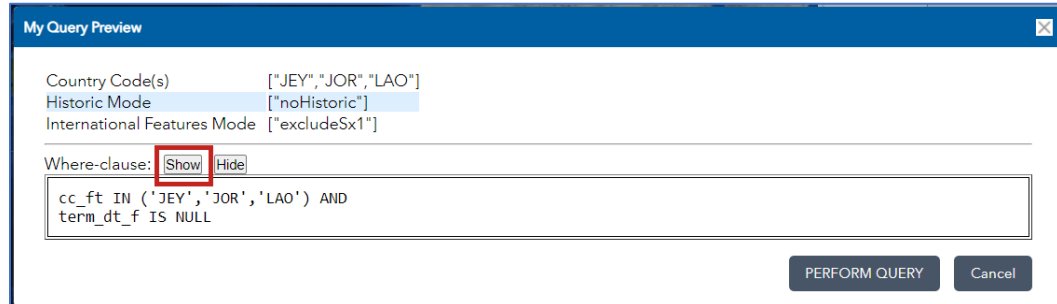 My Query Preview
Country Code(s) ["JEY","JOR","LAO"]
Historic Mode ["noHistoric"]
International Features Mode ["excludeSx1"]
Where-clause: Show Hide
cc_ft IN ('JEY','JOR','LAO') AND
term_dt_f IS NULL
PERFORM QUERY Cancel